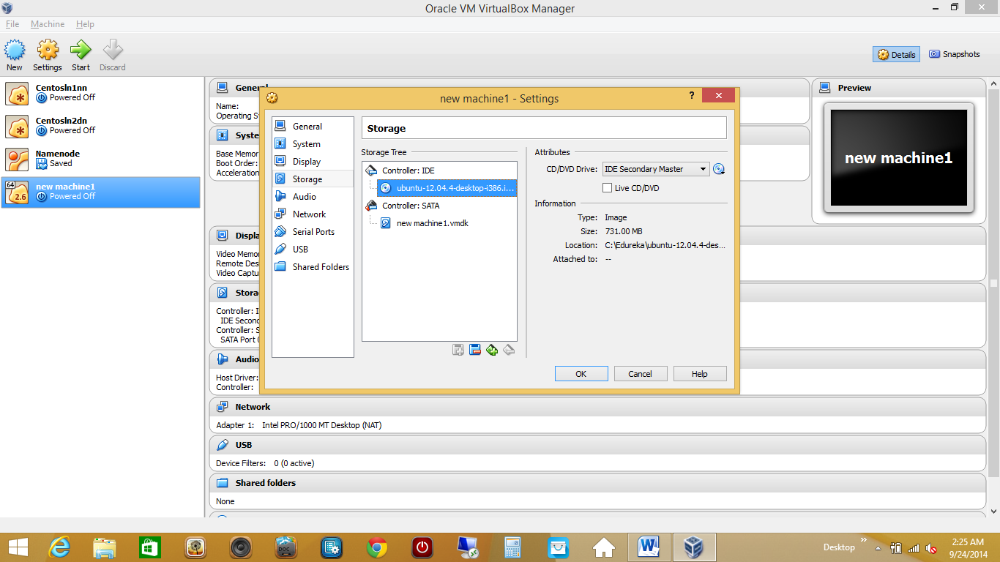 Oracle VM VirtualBox Manager
File Machine Help
New Settings Start Discard
Details Snapshots
Centosln1nn
Powered Off
Centosln2dn
Powered Off
Namenode
Saved
64
2.6
new machine1
Powered Off
General
Name:
Operating Sy
Syste
Base Memor
Boot Order:
Acceleration
Displa
Video Memo
Remote Des
Video Captu
Stora
Controller: I
IDE Second
Controller: S
SATA Port 0
Audio
Host Driver:
Controller:
Network
Adapter 1: Intel PRO/1000 MT Desktop (NAT)
USB
Device Filters: 0 (0 active)
Shared folders
None
Preview
new machine1
new machine1 - Settings
?
General
System
Display
Storage
Audio
Network
Serial Ports
USB
Shared Folders
Storage
Storage Tree
Controller: IDE
ubuntu-12.04.4-desktop-i386.i...
Controller: SATA
new machine1.vmdk
Attributes
CD/DVD Drive: IDE Secondary Master
Live CD/DVD
Information
Type: Image
Size: 731.00 MB
Location: C:\Edureka\ubuntu-12.04.4-des...
Attached to: --
OK Cancel Help
DOC
Desktop
2:25 AM
9/24/2014